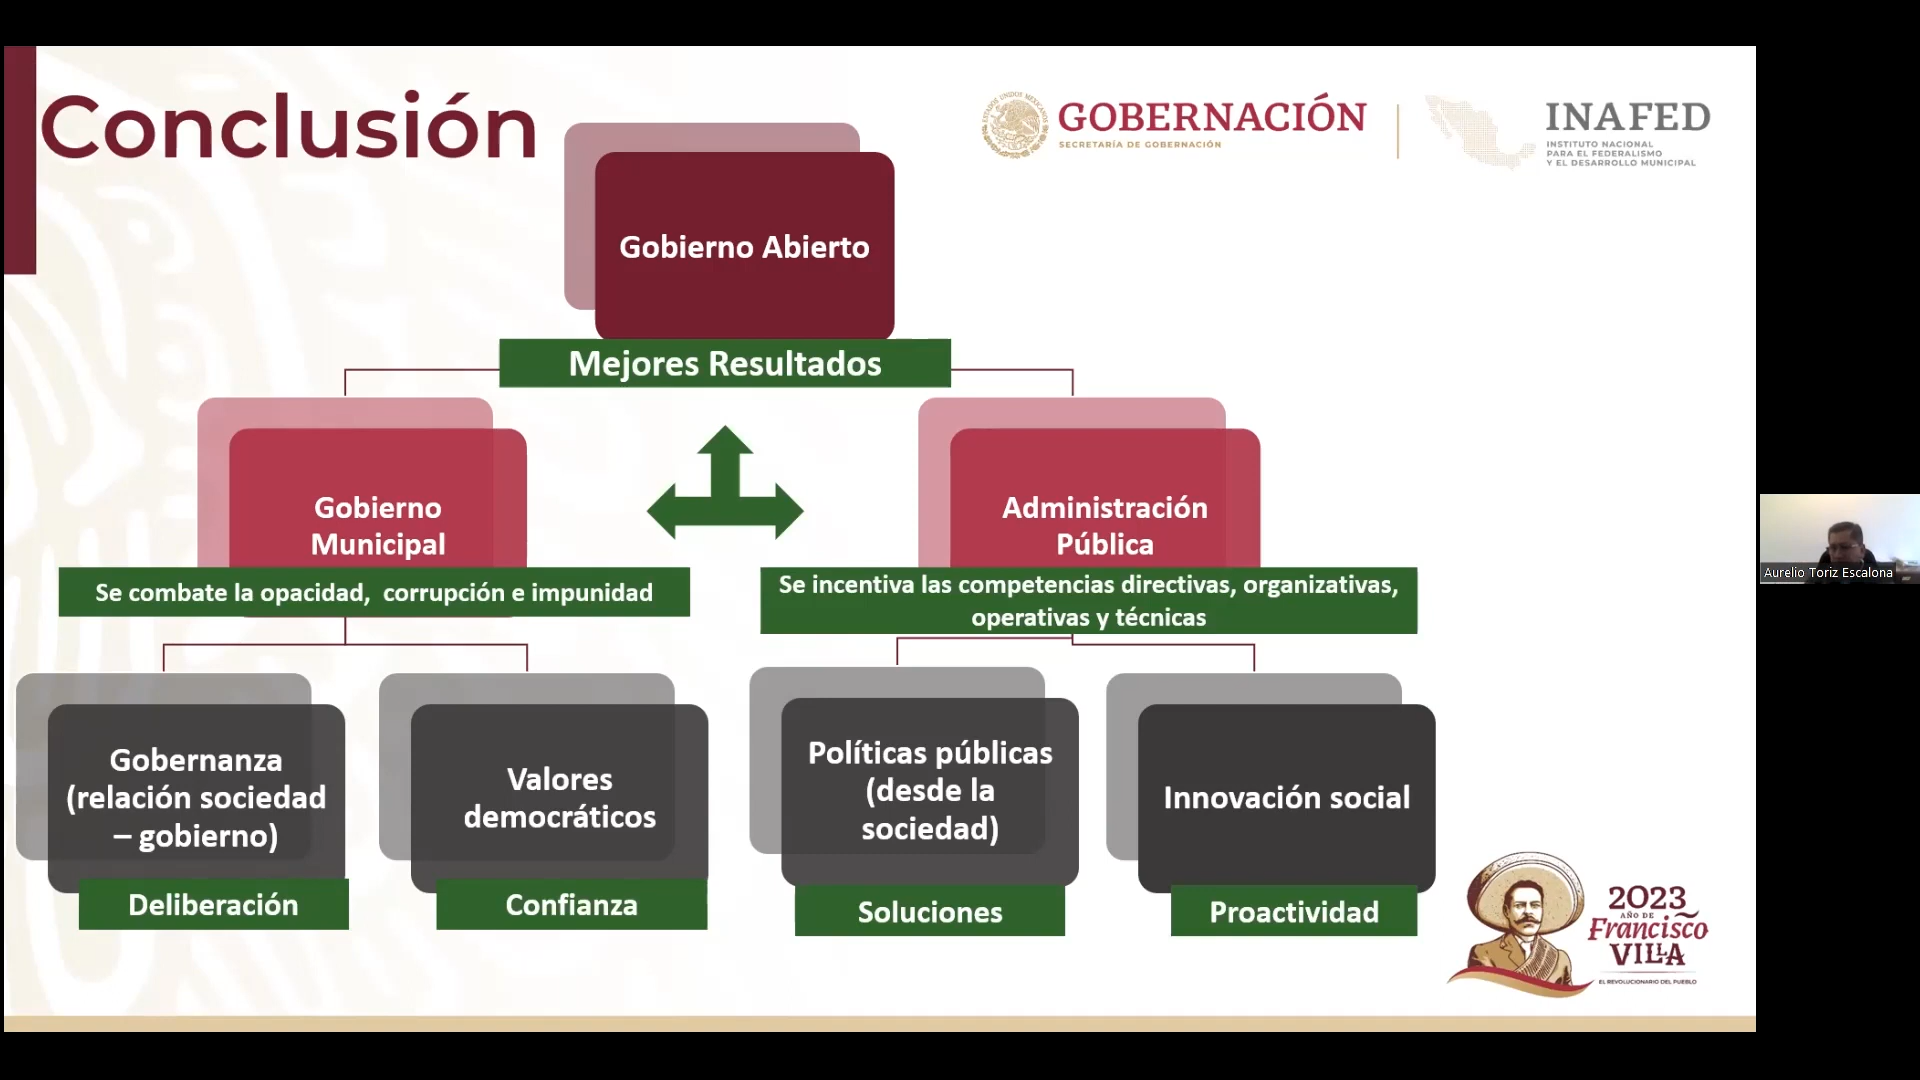 Conclusión
GOBERNACIÓN
SECRETARÍA DE GOBERNACIÓN
INAFED
INSTITUTO NACIONAL
PARA EL FEDERALISMO
Y EL DESARROLLO MUNICIPAL
Gobierno Abierto
Mejores Resultados
Gobierno
Municipal
Administración
Pública
Se combate la opacidad,  corrupción e impunidad
Se incentiva las competencias directivas, organizativas,
operativas y técnicas
Gobernanza
(relación sociedad
– gobierno)
Valores
democráticos
Políticas públicas
(desde la
sociedad)
Innovación social
Deliberación
Confianza
Soluciones
Proactividad
2023
AÑO DE
Francisco
VILLA
EL REVOLUCIONARIO DEL PUEBLO
Aurelio Toriz Escalona